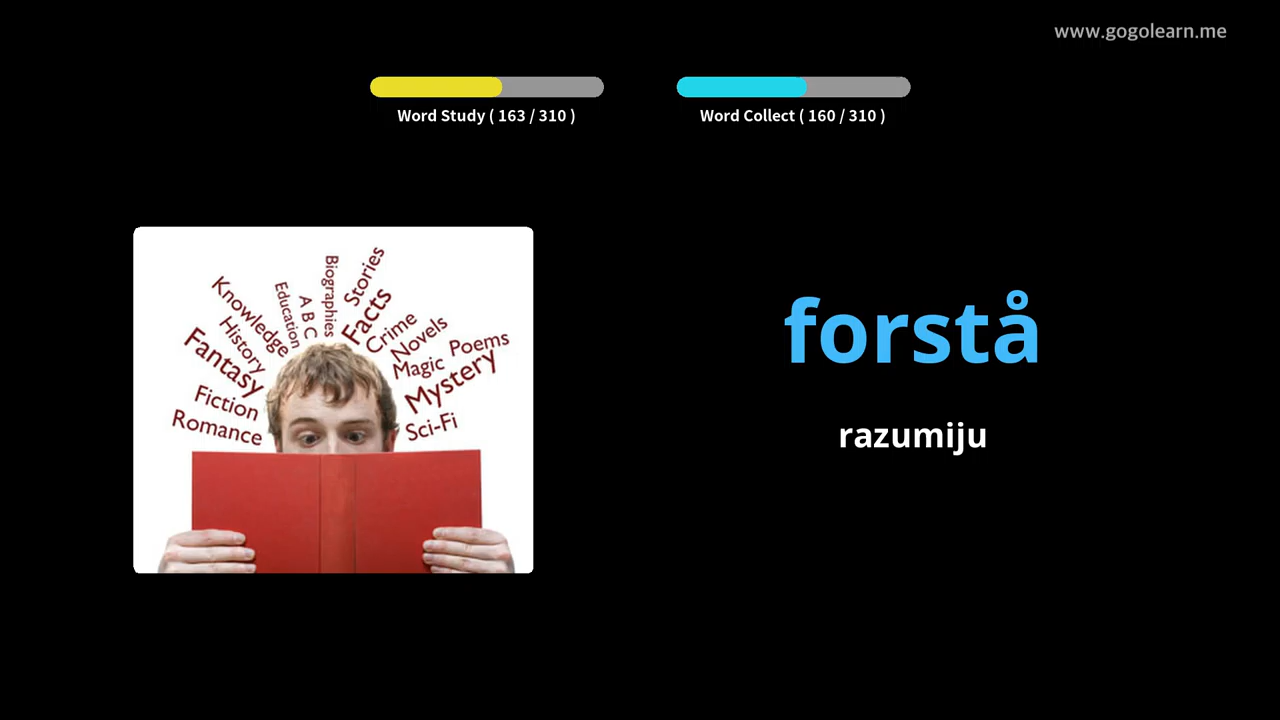 www.gogolearn.me
Word Study ( 163 / 310 )
Word Collect ( 160 / 310 )
Knowledge
History
Fantasy
Fiction
Romance
Education
A B C
Biographies
Stories
Facts
Crime
Novels
Magic
Poems
Mystery
Sci-Fi
forstå
razumiju